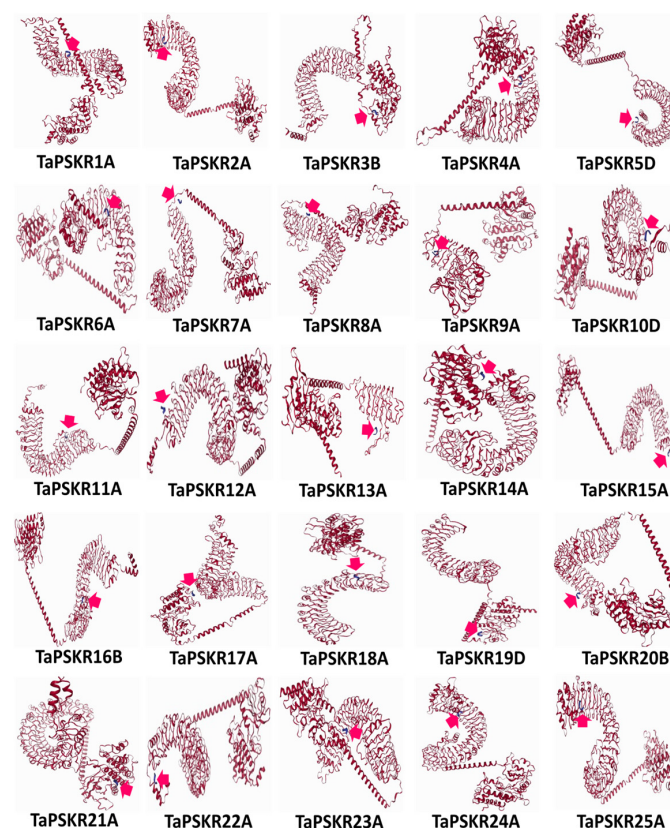 TaPSKR1A TaPSKR2A TaPSKR3B TaPSKR4A TaPSKR5D
TaPSKR6A TaPSKR7A TaPSKR8A TaPSKR9A TaPSKR10D
TaPSKR11A TaPSKR12A TaPSKR13A TaPSKR14A TaPSKR15A
TaPSKR16B TaPSKR17A TaPSKR18A TaPSKR19D TaPSKR20B
TaPSKR21A TaPSKR22A TaPSKR23A TaPSKR24A TaPSKR25A